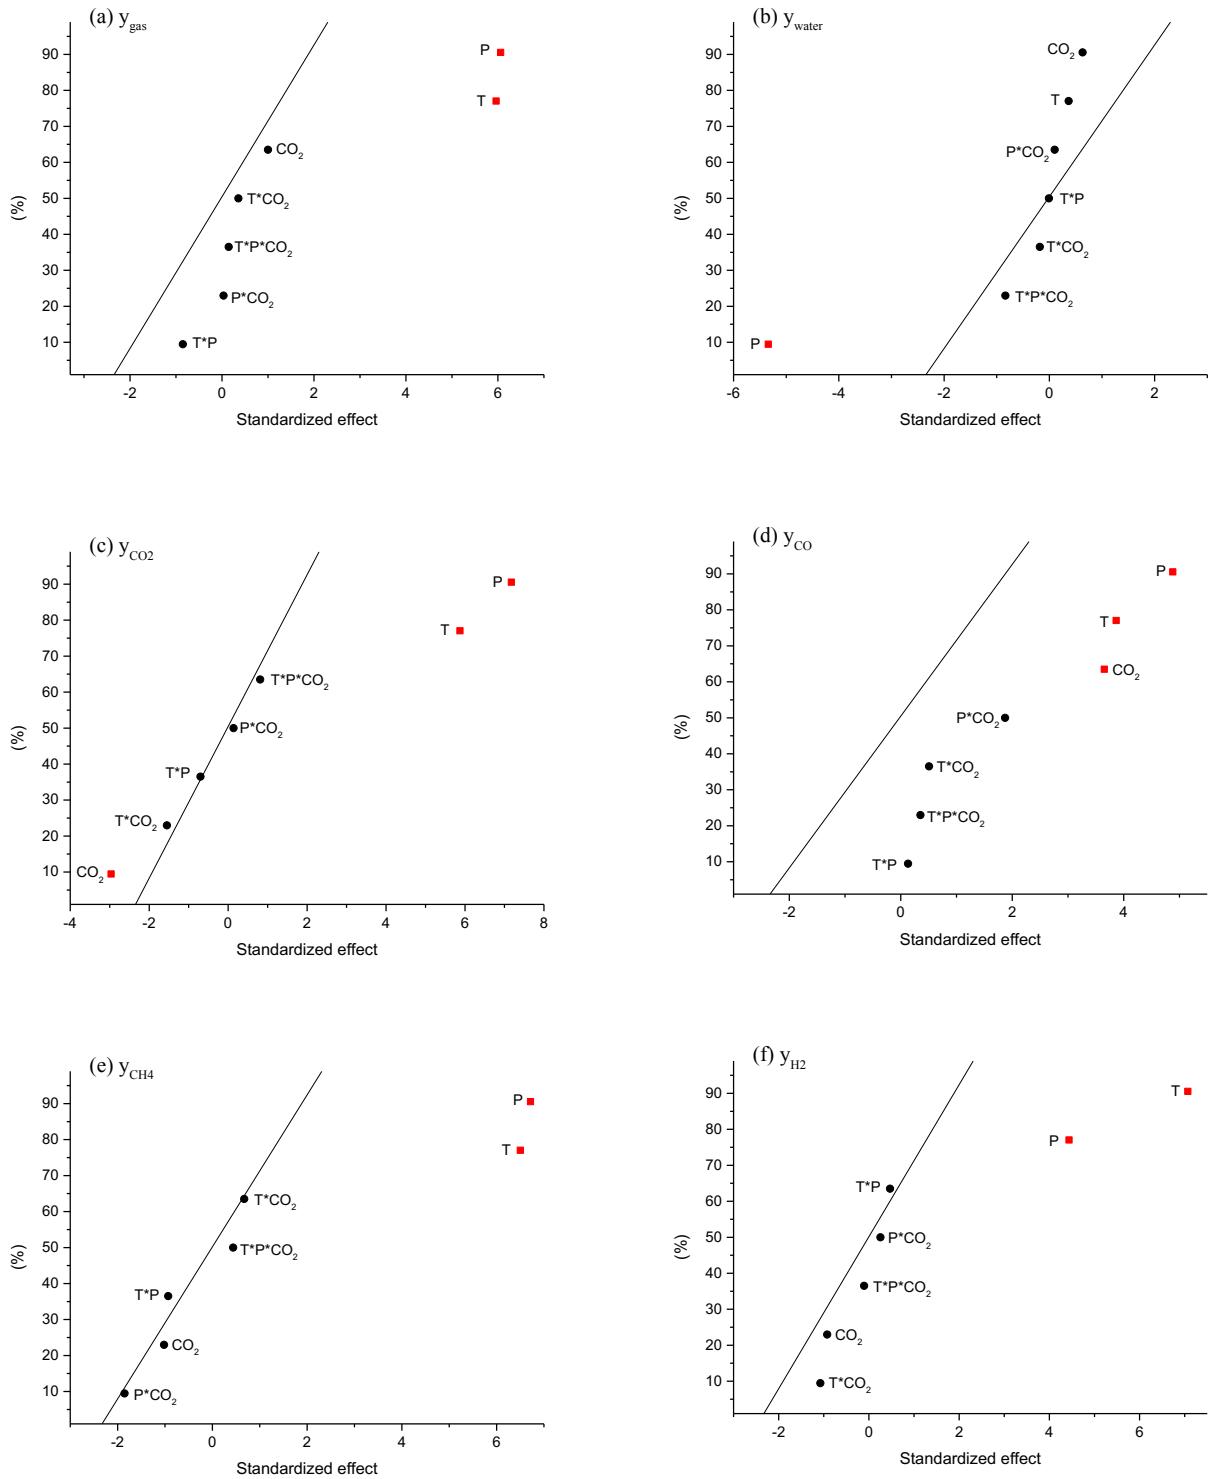 (a) y_gas
90
80
70
60
50
40
30
20
10
(%)
P
T
CO₂
T*CO₂
T*P*CO₂
P*CO₂
T*P
-2 0 2 4 6
Standardized effect
(b) y_water
90
80
70
60
50
40
30
20
10
(%)
CO₂
T
P*CO₂
T*P
T*CO₂
T*P*CO₂
P
-6 -4 -2 0 2
Standardized effect
(c) y_CO2
90
80
70
60
50
40
30
20
10
(%)
P
T
T*P*CO₂
P*CO₂
T*P
T*CO₂
CO₂
-4 -2 0 2 4 6 8
Standardized effect
(d) y_CO
90
80
70
60
50
40
30
20
10
(%)
P
T
CO₂
P*CO₂
T*CO₂
T*P*CO₂
T*P
-2 0 2 4
Standardized effect
(e) y_CH4
90
80
70
60
50
40
30
20
10
(%)
P
T
T*CO₂
T*P*CO₂
T*P
CO₂
P*CO₂
-2 0 2 4 6
Standardized effect
(f) y_H2
90
80
70
60
50
40
30
20
10
(%)
T
P
T*P
P*CO₂
T*P*CO₂
CO₂
T*CO₂
-2 0 2 4 6
Standardized effect